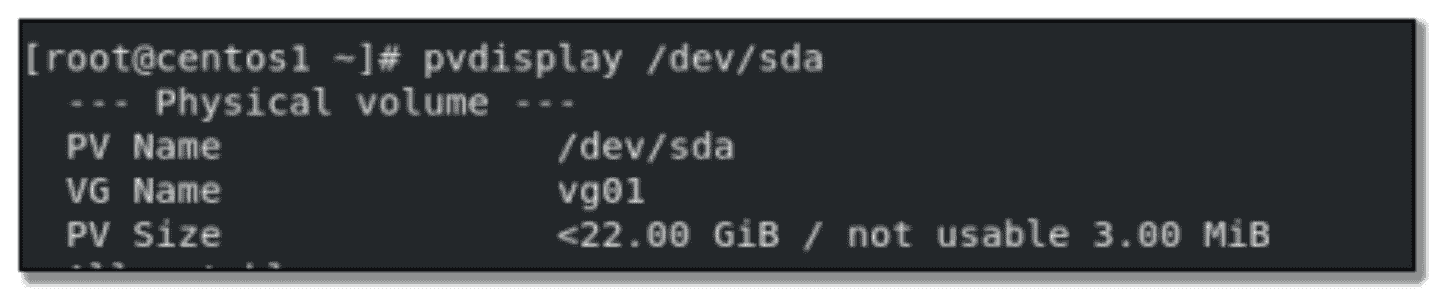 [root@centos1 ~]# pvdisplay /dev/sda
--- Physical volume ---
PV Name /dev/sda
VG Name vg01
PV Size <22.00 GiB / not usable 3.00 MiB